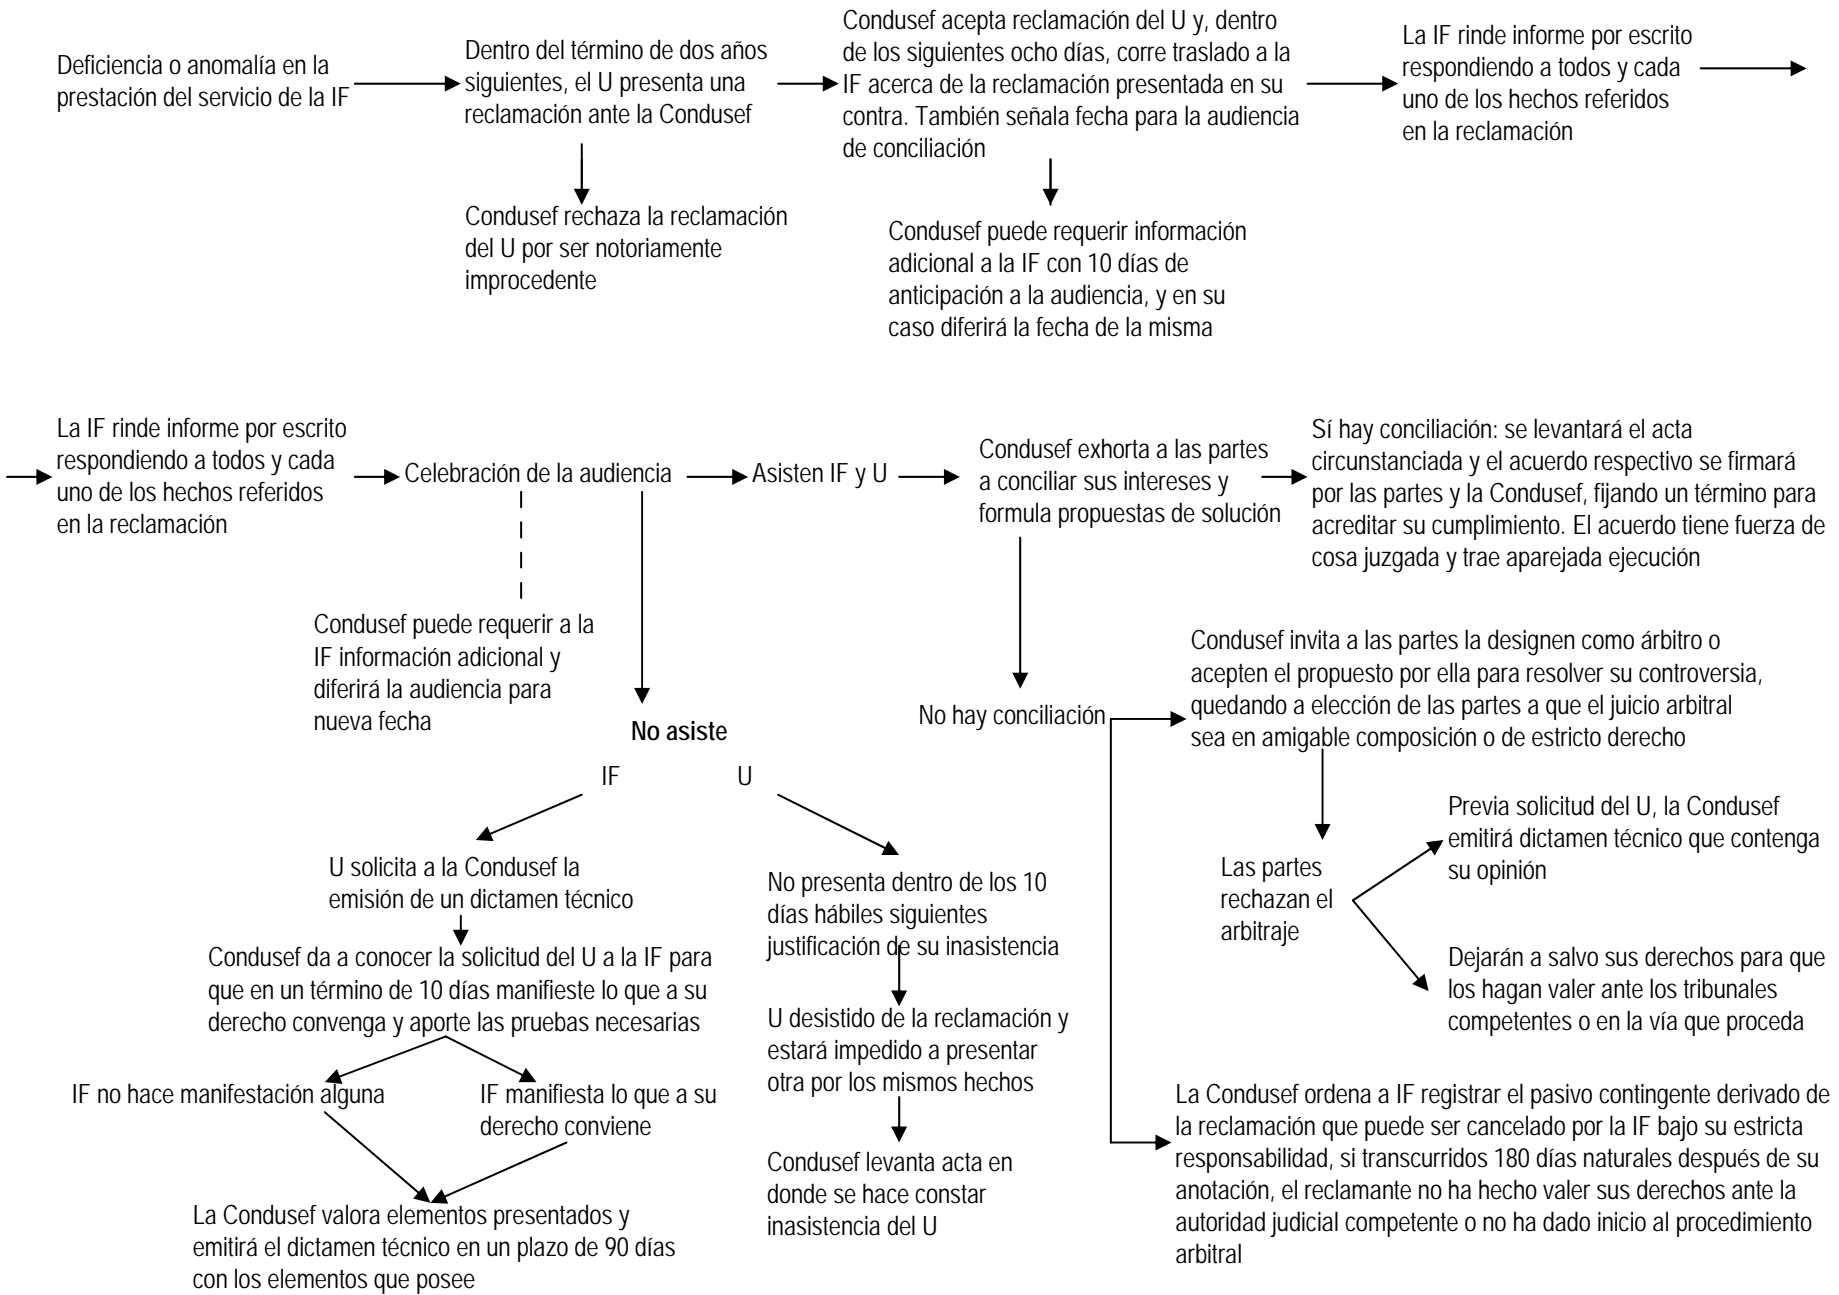 Deficiencia o anomalía en la
prestación del servicio de la IF
Dentro del término de dos años
siguientes, el U presenta una
reclamación ante la Condusef
Condusef acepta reclamación del U y, dentro
de los siguientes ocho días, corre traslado a la
IF acerca de la reclamación presentada en su
contra. También señala fecha para la audiencia
de conciliación
La IF rinde informe por escrito
respondiendo a todos y cada
uno de los hechos referidos
en la reclamación
Condusef rechaza la reclamación
del U por ser notoriamente
improcedente
Condusef puede requerir información
adicional a la IF con 10 días de
anticipación a la audiencia, y en su
caso diferirá la fecha de la misma
La IF rinde informe por escrito
respondiendo a todos y cada
uno de los hechos referidos
en la reclamación
Celebración de la audiencia
Asisten IF y U
Condusef exhorta a las partes
a conciliar sus intereses y
formula propuestas de solución
Sí hay conciliación: se levantará el acta
circunstanciada y el acuerdo respectivo se firmará
por las partes y la Condusef, fijando un término para
acreditar su cumplimiento. El acuerdo tiene fuerza de
cosa juzgada y trae aparejada ejecución
Condusef puede requerir a la
IF información adicional y
diferirá la audiencia para
nueva fecha
No asiste
IF
U
No hay conciliación
Condusef invita a las partes la designen como árbitro o
acepten el propuesto por ella para resolver su controversia,
quedando a elección de las partes a que el juicio arbitral
sea en amigable composición o de estricto derecho
U solicita a la Condusef la
emisión de un dictamen técnico
Condusef da a conocer la solicitud del U a la IF para
que en un término de 10 días manifieste lo que a su
derecho convenga y aporte las pruebas necesarias
IF no hace manifestación alguna
IF manifiesta lo que a su
derecho conviene
La Condusef valora elementos presentados y
emitirá el dictamen técnico en un plazo de 90 días
con los elementos que posee
No presenta dentro de los 10
días hábiles siguientes
justificación de su inasistencia
U desistido de la reclamación y
estará impedido a presentar
otra por los mismos hechos
Condusef levanta acta en
donde se hace constar
inasistencia del U
Las partes
rechazan el
arbitraje
Previa solicitud del U, la Condusef
emitirá dictamen técnico que contenga
su opinión
Dejarán a salvo sus derechos para que
los hagan valer ante los tribunales
competentes o en la vía que proceda
La Condusef ordena a IF registrar el pasivo contingente derivado de
la reclamación que puede ser cancelado por la IF bajo su estricta
responsabilidad, si transcurridos 180 días naturales después de su
anotación, el reclamante no ha hecho valer sus derechos ante la
autoridad judicial competente o no ha dado inicio al procedimiento
arbitral